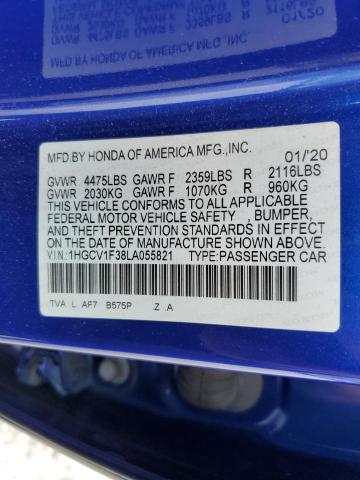 MFD BY HONDA OF AMERICA MFG.,INC. 01/20
GVWR 4475LBS GAWR F 2359LBS R 2116LBS
GVWR 2030KG GAWR F 1070KG R 960KG
THIS VEHICLE CONFORMS TO ALL APPLICABLE
FEDERAL MOTOR VEHICLE SAFETY , BUMPER,
AND THEFT PREVENTION STANDARDS IN EFFECT
ON THE DATE OF MANUFACTURE SHOWN ABOVE.
V.I.N.:1HGCV1F38LA055821 TYPE:PASSENGER CAR
TVA L AF7 B575P Z .A